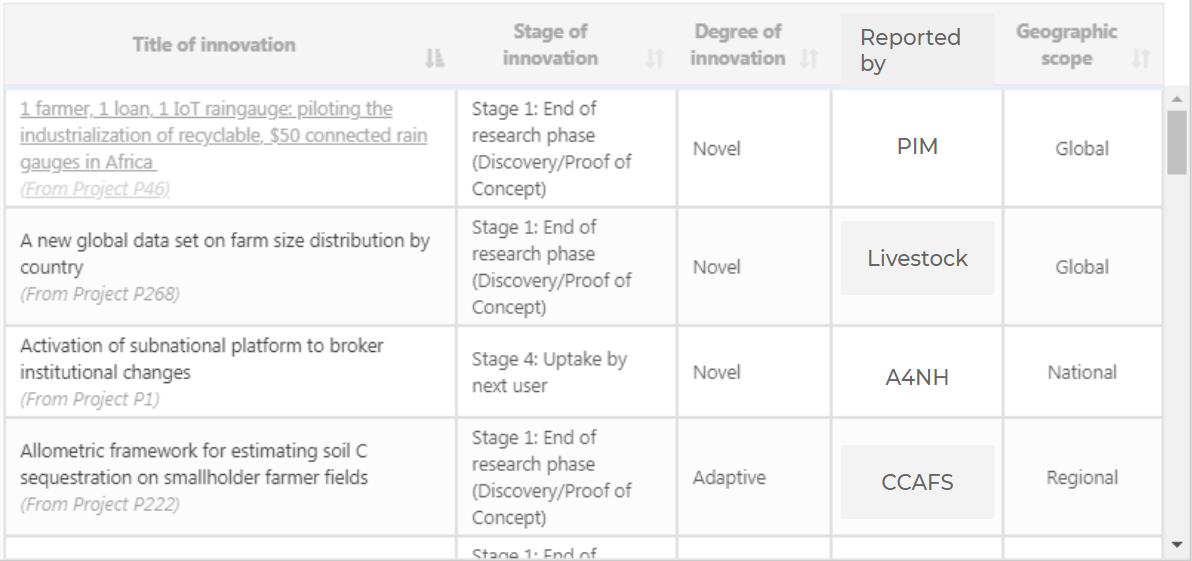 Title of innovation
Stage of
innovation
Degree of
innovation
Reported
by
Geographic
scope
1 farmer, 1 loan, 1 IoT raingauge: piloting the
industrialization of recyclable, $50 connected rain
gauges in Africa
(From Project P46)
Stage 1: End of
research phase
(Discovery/Proof of
Concept)
Novel
PIM
Global
A new global data set on farm size distribution by
country
(From Project P268)
Stage 1: End of
research phase
(Discovery/Proof of
Concept)
Novel
Livestock
Global
Activation of subnational platform to broker
institutional changes
(From Project P1)
Stage 4: Uptake by
next user
Novel
A4NH
National
Allometric framework for estimating soil C
sequestration on smallholder farmer fields
(From Project P222)
Stage 1: End of
research phase
(Discovery/Proof of
Concept)
Adaptive
CCAFS
Regional
Stage 1: End of